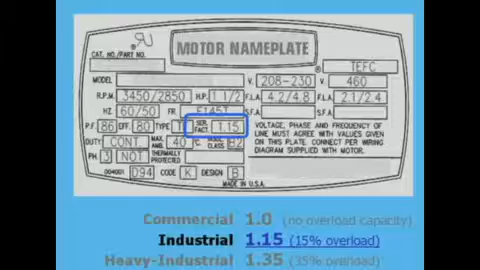 MOTOR NAMEPLATE
CAT. NO./PART NO. TEFC
MODEL V. 208-230 V. 460
R.P.M. 3450/2850 H.P. 1 1/2 F.L.A. 4.2/4.8 F.L.A. 2.1/2.4
HZ. 60/50 FR. F145T S.F.A. S.F.A.
P.F. 86 EFF. 80 TYPE SER. FACT. 1.15
DUTY CONT. MAX. AMB. 40 °C CLASS B2
PH. 3 NOT THERMALLY PROTECTED
004001 094 CODE K DESIGN B
VOLTAGE, PHASE AND FREQUENCY OF
LINE MUST AGREE WITH VALUES GIVEN
ON THIS PLATE. CONNECT PER WIRING
DIAGRAM SUPPLIED WITH MOTOR.
MADE IN U.S.A.
Commercial 1.0 (no overload capacity)
Industrial 1.15 (15% overload)
Heavy-Industrial 1.35 (35% overload)